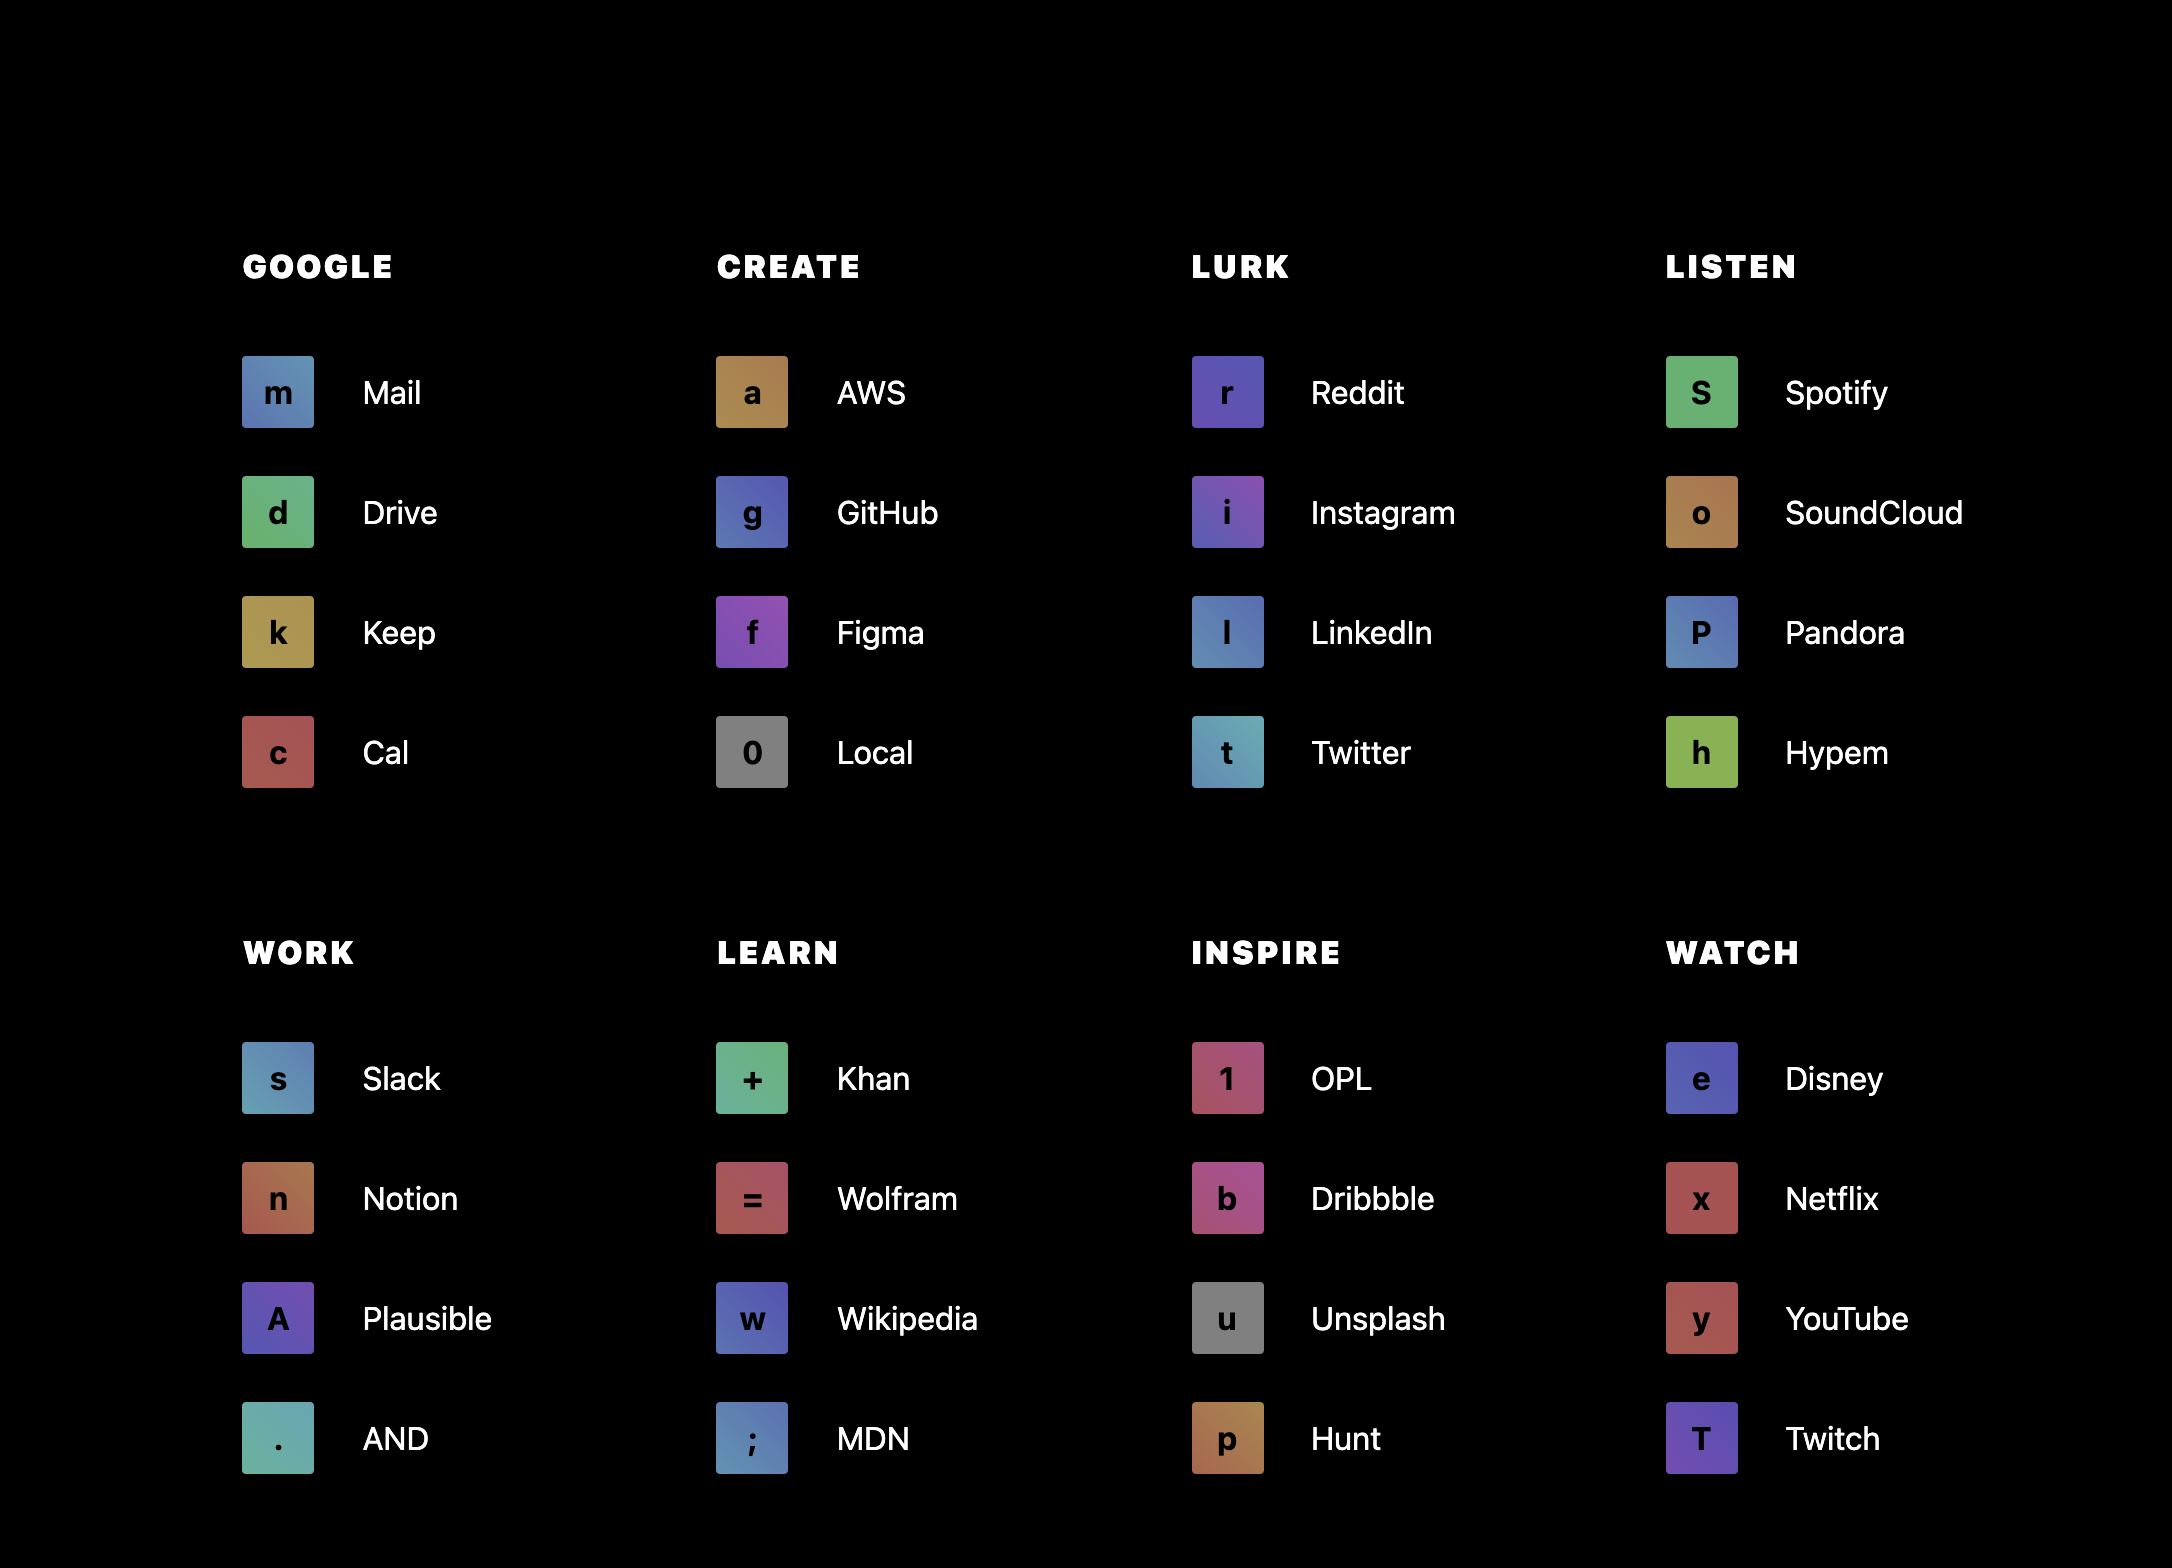 GOOGLE
m Mail
d Drive
k Keep
c Cal
CREATE
a AWS
g GitHub
f Figma
0 Local
LURK
r Reddit
i Instagram
l LinkedIn
t Twitter
LISTEN
S Spotify
o SoundCloud
P Pandora
h Hypem
WORK
s Slack
n Notion
A Plausible
. AND
LEARN
+ Khan
= Wolfram
w Wikipedia
; MDN
INSPIRE
1 OPL
b Dribbble
u Unsplash
p Hunt
WATCH
e Disney
x Netflix
y YouTube
T Twitch